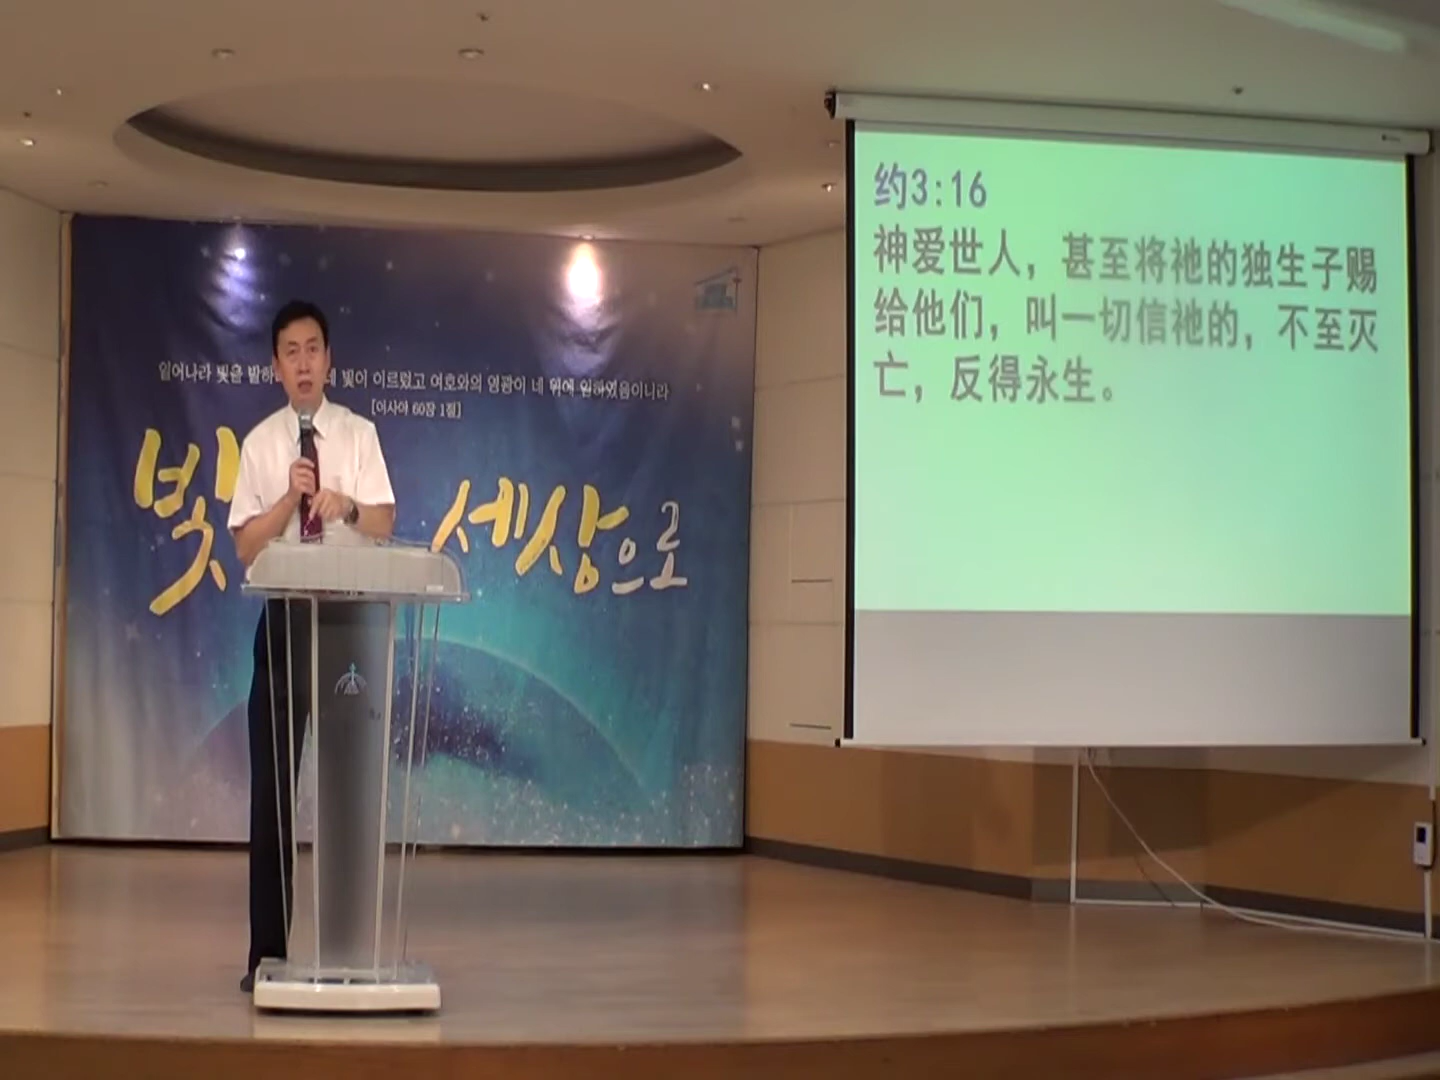 일어나라 빛을 발하 네 빛이 이르렀고 여호와의 영광이 네 위에 임하였음이니라
[이사야 60장 1절]
빛 세상으로
约3:16
神爱世人，甚至将祂的独生子赐
给他们，叫一切信祂的，不至灭
亡，反得永生。